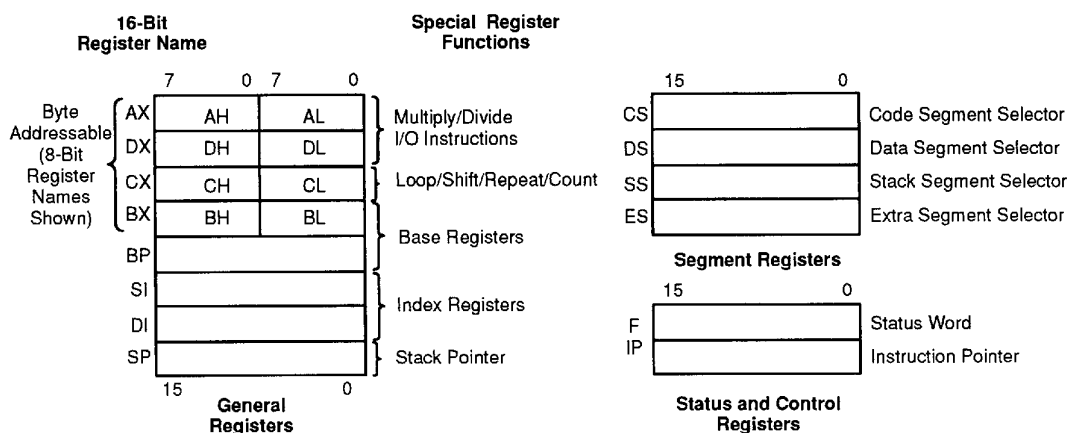 16-Bit
Register Name
Special Register
Functions
7 0 7 0
Byte
Addressable
(8-Bit
Register
Names
Shown)
AX AH AL
DX DH DL
CX CH CL
BX BH BL
BP
SI
DI
SP
Multiply/Divide
I/O Instructions
Loop/Shift/Repeat/Count
Base Registers
Index Registers
Stack Pointer
15 0
General
Registers
15 0
CS Code Segment Selector
DS Data Segment Selector
SS Stack Segment Selector
ES Extra Segment Selector
Segment Registers
15 0
F Status Word
IP Instruction Pointer
Status and Control
Registers